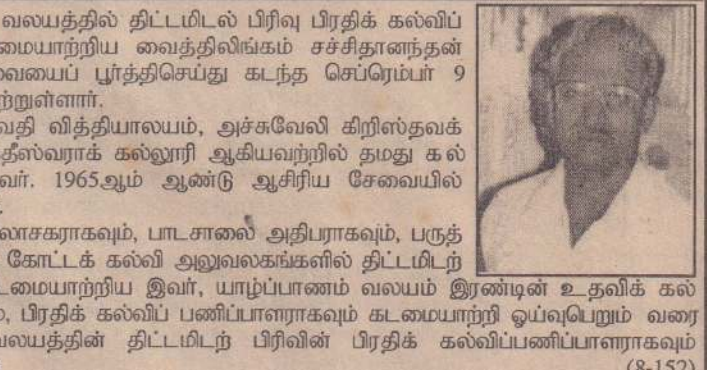 வலயத்தில் திட்டமிடல் பிரிவு பிரதிக் கல்விப்
மையாற்றிய வைத்திலிங்கம் சச்சிதானந்தன்
வையைப் பூர்த்திசெய்து கடந்த செப்ரெம்பர் 9
ற்றுள்ளார்.
வதி வித்தியாலயம், அச்சுவேலி கிறிஸ்தவக்
தீஸ்வராக் கல்லூரி ஆகியவற்றில் தமது கல்
வர். 1965ஆம் ஆண்டு ஆசிரிய சேவையில்
லாசகராகவும், பாடசாலை அதிபராகவும், பருத்
கோட்டக் கல்வி அலுவலகங்களில் திட்டமிடற்
டமையாற்றிய இவர், யாழ்ப்பாணம் வலயம் இரண்டின் உதவிக் கல்
பிரதிக் கல்விப் பணிப்பாளராகவும் கடமையாற்றி ஓய்வுபெறும் வரை
வலயத்தின் திட்டமிடற் பிரிவின் பிரதிக் கல்விப்பணிப்பாளராகவும்
(8-152)